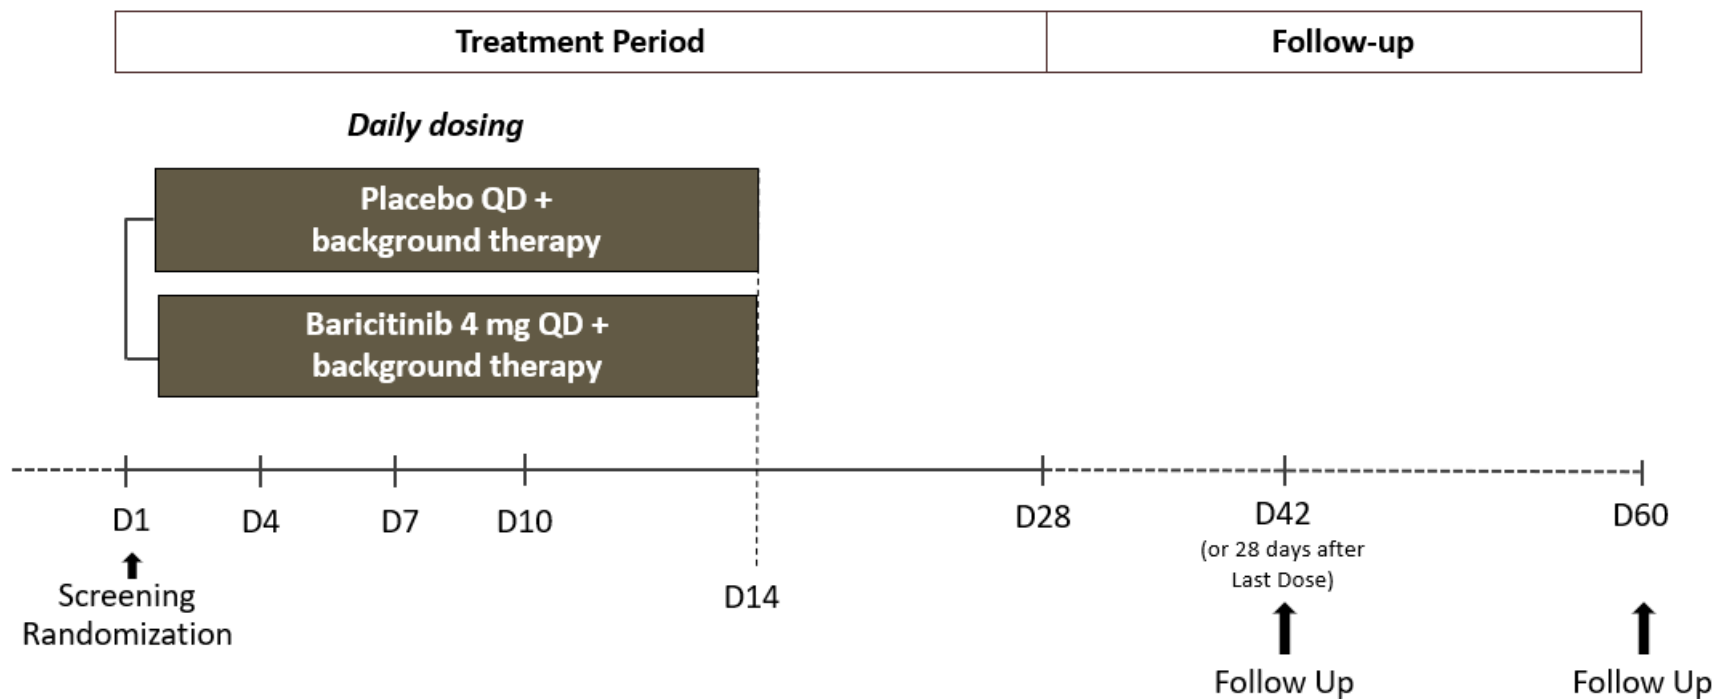 Treatment Period
Follow-up
Daily dosing
Placebo QD +
background therapy
Baricitinib 4 mg QD +
background therapy
D1
D4
D7
D10
D14
D28
D42
(or 28 days after
Last Dose)
D60
Screening
Randomization
Follow Up
Follow Up